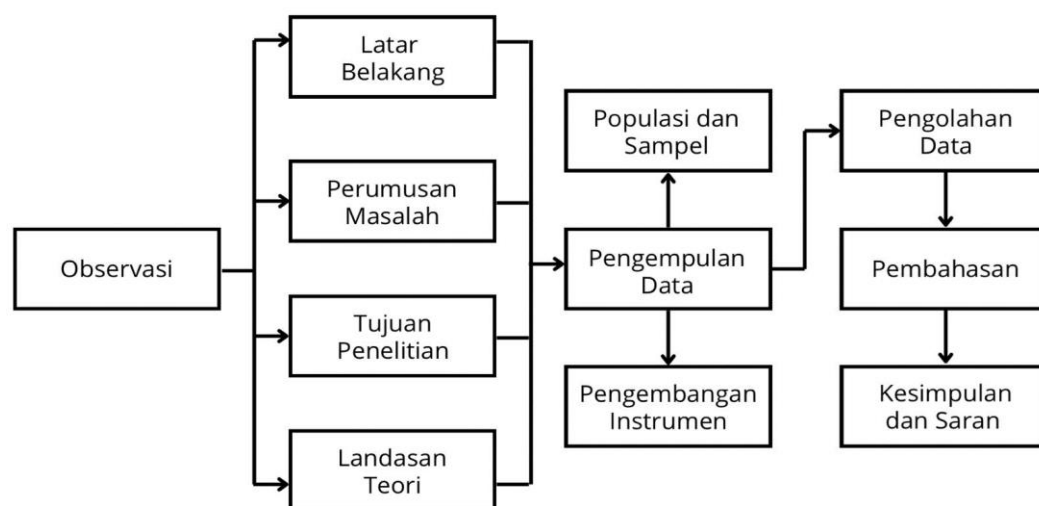 Observasi
Latar
Belakang
Perumusan
Masalah
Tujuan
Penelitian
Landasan
Teori
Populasi dan
Sampel
Pengempulan
Data
Pengembangan
Instrumen
Pengolahan
Data
Pembahasan
Kesimpulan
dan Saran